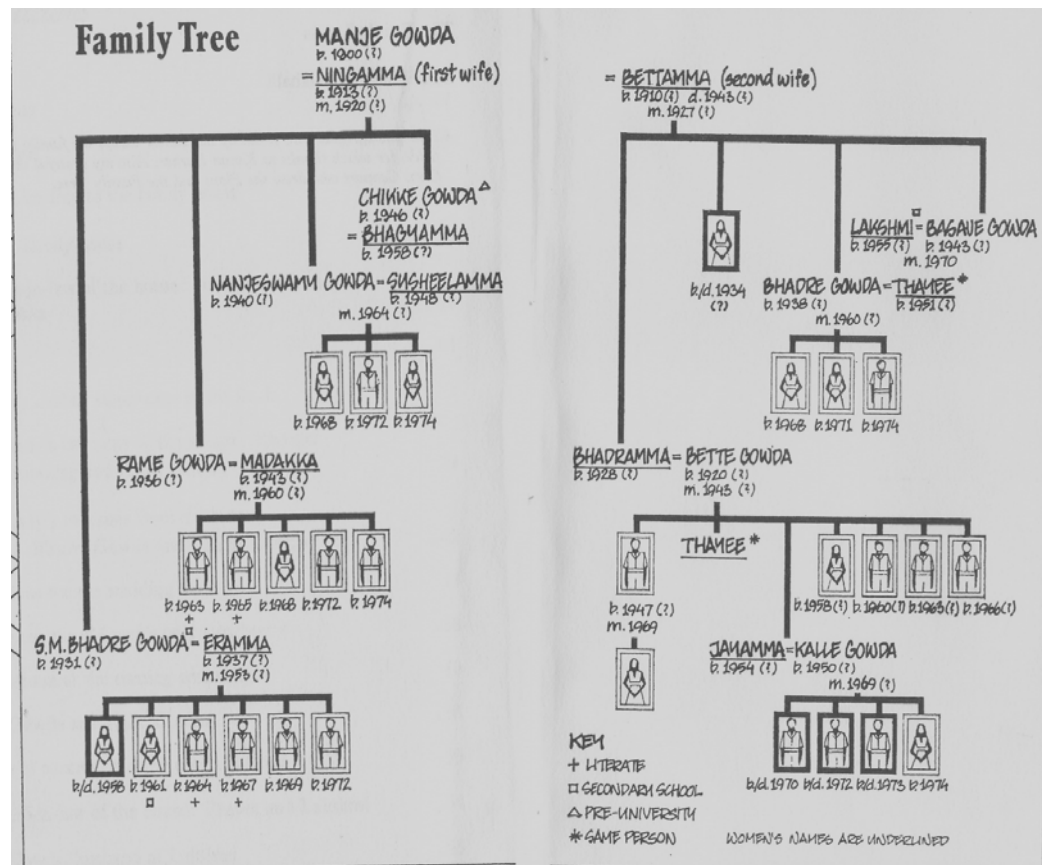 Family Tree
MANJE GOWDA
b. 1900 (?)
= NINGAMMA (first wife)
b. 1913 (?)
m. 1920 (?)
= BETTAMMA (second wife)
b. 1910 (?) d. 1943 (?)
m. 1927 (?)
CHIKKE GOWDA △
b. 1946 (?)
= BHAGYAMMA
b. 1958 (?)
NANJESWAMY GOWDA = SUSHEELAMMA
b. 1940 (?) b. 1948 (?)
m. 1964 (?)
b. 1968 b. 1972 b. 1974
RAME GOWDA = MADAKKA
b. 1936 (?) b. 1943 (?)
m. 1960 (?)
b. 1963 b. 1965 b. 1968 b. 1972 b. 1974
+ +
□
S.M. BHADRE GOWDA = ERAMMA
b. 1931 (?) b. 1937 (?)
m. 1953 (?)
b/d. 1958 b. 1961 b. 1964 b. 1967 b. 1969 b. 1972
□ + +
b/d. 1934
(?)
□
LAKSHMI = BAGAVE GOWDA
b. 1955 (?) b. 1943 (?)
m. 1970
BHADRE GOWDA = THAYEE *
b. 1938 (?) b. 1951 (?)
m. 1960 (?)
b. 1968 b. 1971 b. 1974
BHADRAMMA = BETTE GOWDA
b. 1928 (?) b. 1920 (?)
m. 1943 (?)
THAYEE *
b. 1947 (?)
m. 1969
b. 1958 (?) b. 1960 (?) b. 1963 (?) b. 1966 (?)
JAYAMMA = KALLE GOWDA
b. 1954 (?) b. 1950 (?)
m. 1969 (?)
b/d. 1970 b/d. 1972 b/d. 1973 b. 1974
KEY
+ LITERATE
□ SECONDARY SCHOOL
△ PRE-UNIVERSITY
* SAME PERSON
WOMEN'S NAMES ARE UNDERLINED